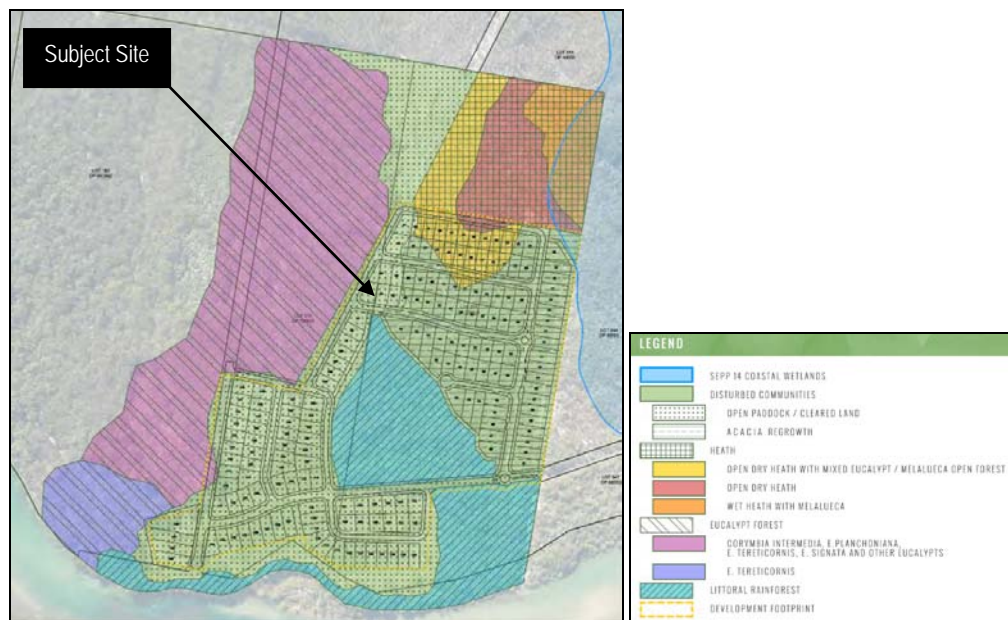 Subject Site
LEGEND
SEPP 14 COASTAL WETLANDS
DISTURBED COMMUNITIES
OPEN PADDOCK / CLEARED LAND
ACACIA REGROWTH
HEATH
OPEN DRY HEATH WITH MIXED EUCALYPT / MELALUECA OPEN FOREST
OPEN DRY HEATH
WET HEATH WITH MELALUECA
EUCALYPT FOREST
CORYMBIA INTERMEDIA, E.PLANCHONIANA,
E. TERETICORNIS, E. SIGNATA AND OTHER EUCALYPTS
E. TERETICORNIS
LITTORAL RAINFOREST
DEVELOPMENT FOOTPRINT